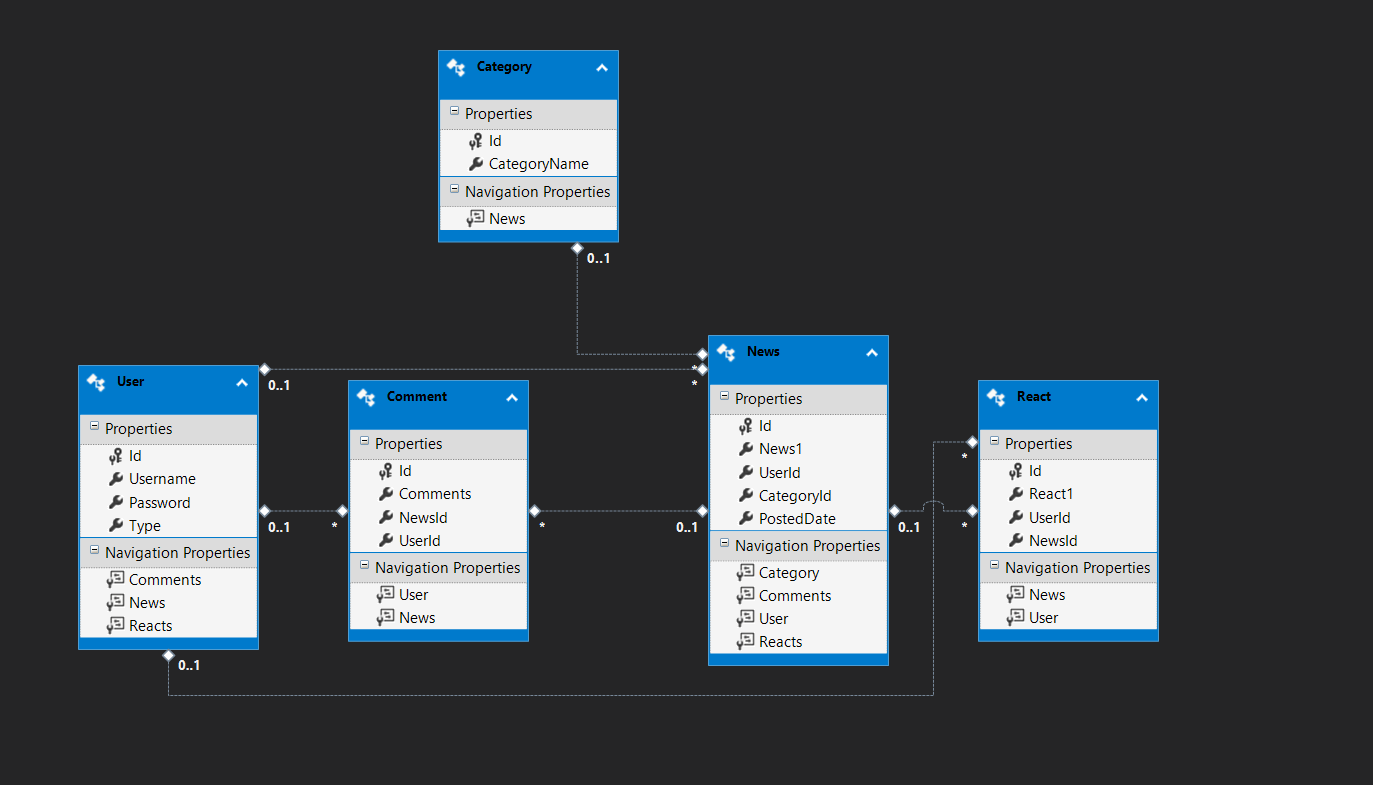 Category
Properties
Id
CategoryName
Navigation Properties
News
0..1
User
Properties
Id
Username
Password
Type
Navigation Properties
Comments
News
Reacts
0..1
0..1
0..1
Comment
Properties
Id
Comments
NewsId
UserId
Navigation Properties
User
News
*
*
News
Properties
Id
News1
UserId
CategoryId
PostedDate
Navigation Properties
Category
Comments
User
Reacts
*
*
0..1
0..1
React
Properties
Id
React1
UserId
NewsId
Navigation Properties
News
User
*
*